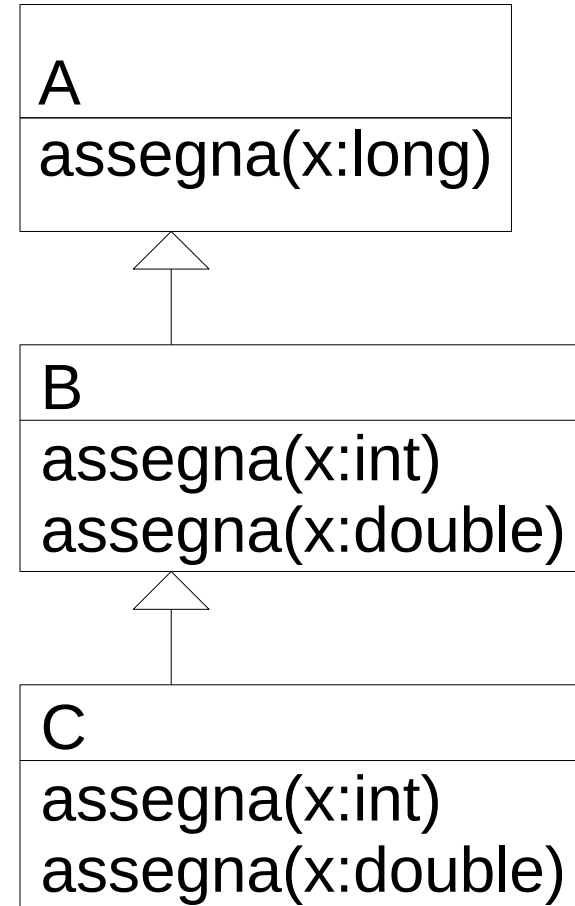 A
assegna(x:long)
B
assegna(x:int)
assegna(x:double)
C
assegna(x:int)
assegna(x:double)